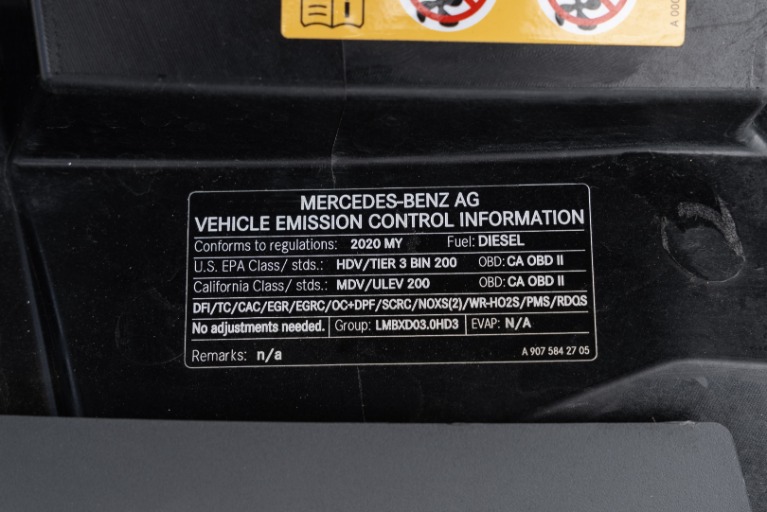 A 000
MERCEDES-BENZ AG
VEHICLE EMISSION CONTROL INFORMATION
Conforms to regulations: 2020 MY Fuel: DIESEL
U.S. EPA Class/ stds.: HDV/TIER 3 BIN 200 OBD: CA OBD II
California Class/ stds.: MDV/ULEV 200 OBD: CA OBD II
DFI/TC/CAC/EGR/EGRC/OC+DPF/SCRC/NOXS(2)/WR-HO2S/PMS/RDQS
No adjustments needed. Group: LMBXD03.0HD3 EVAP: N/A
Remarks: n/a A 907 584 27 05